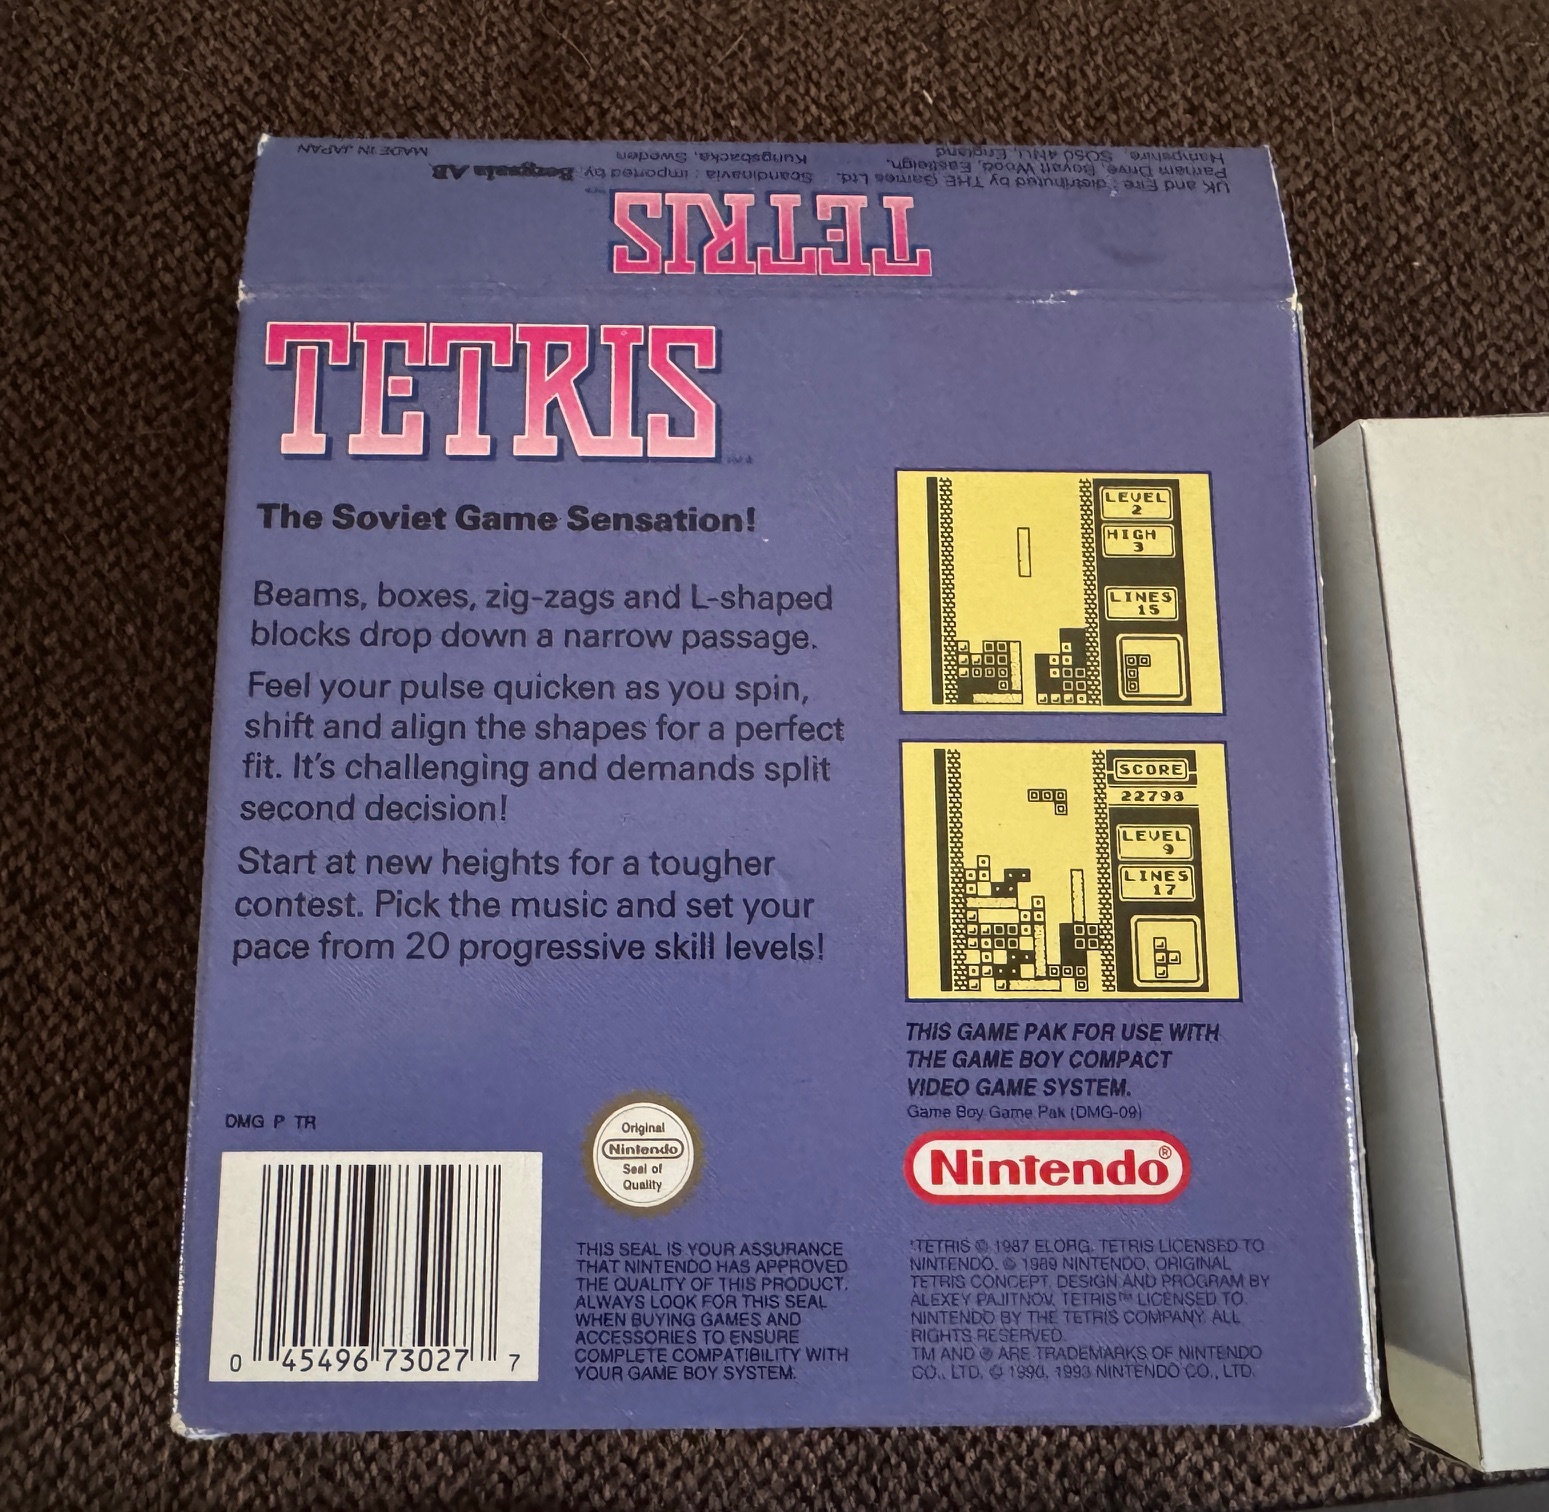 UK and Eire : distributed by THE Games Ltd.
Parham Drive, Boyatt Wood, Eastleigh,
Hampshire, SO50 4NU, England
Scandinavia : imported by: Bergsala AB
Kungsbacka, Sweden
MADE IN JAPAN
TETRIS
TETRIS™
The Soviet Game Sensation!
Beams, boxes, zig-zags and L-shaped
blocks drop down a narrow passage.
Feel your pulse quicken as you spin,
shift and align the shapes for a perfect
fit. It's challenging and demands split
second decision!
Start at new heights for a tougher
contest. Pick the music and set your
pace from 20 progressive skill levels!
LEVEL
2
HIGH
3
LINES
15
SCORE
22798
LEVEL
9
LINES
17
THIS GAME PAK FOR USE WITH
THE GAME BOY COMPACT
VIDEO GAME SYSTEM.
Game Boy Game Pak (DMG-09)
Nintendo®
DMG P TR
0 45496 73027 7
Original
Nintendo
Seal of
Quality
THIS SEAL IS YOUR ASSURANCE
THAT NINTENDO HAS APPROVED
THE QUALITY OF THIS PRODUCT.
ALWAYS LOOK FOR THIS SEAL
WHEN BUYING GAMES AND
ACCESSORIES TO ENSURE
COMPLETE COMPATIBILITY WITH
YOUR GAME BOY SYSTEM.
TETRIS © 1987 ELORG. TETRIS LICENSED TO
NINTENDO. © 1989 NINTENDO. ORIGINAL
TETRIS CONCEPT, DESIGN AND PROGRAM BY
ALEXEY PAJITNOV. TETRIS™ LICENSED TO
NINTENDO BY THE TETRIS COMPANY. ALL
RIGHTS RESERVED.
TM AND ® ARE TRADEMARKS OF NINTENDO
CO., LTD. © 1990, 1993 NINTENDO CO., LTD.